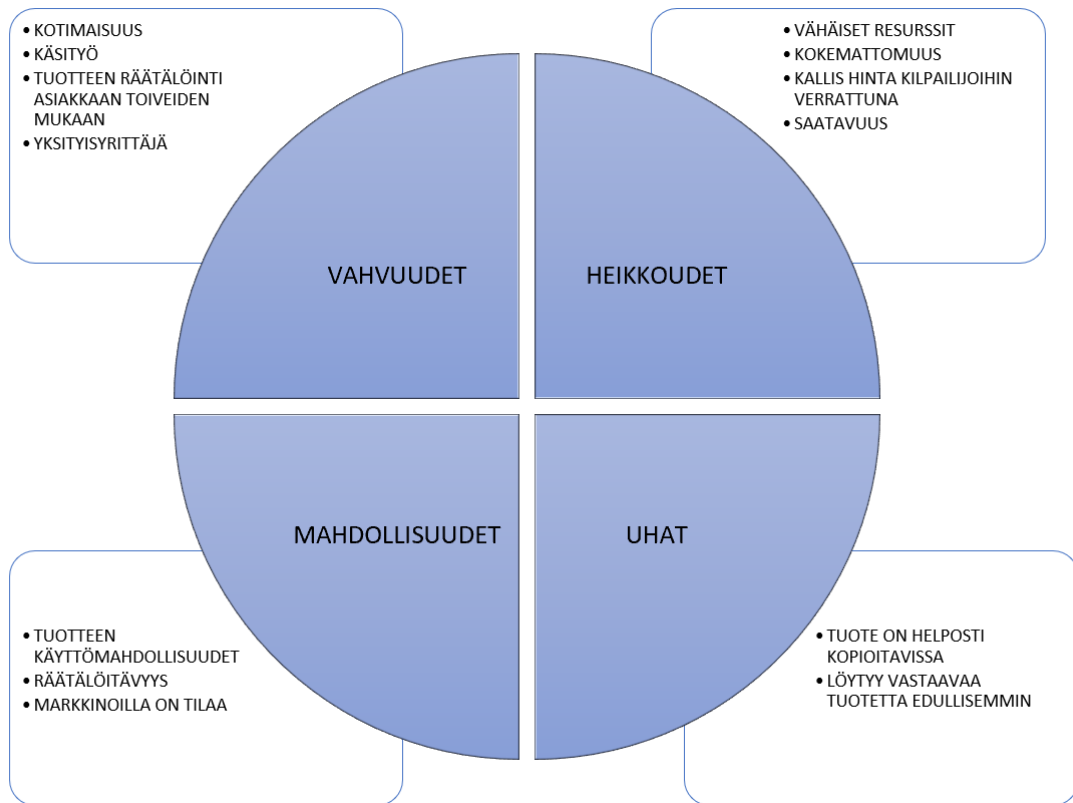 • KOTIMAISUUS
• KÄSITYÖ
• TUOTTEEN RÄÄTÄLÖINTI
ASIAKKAAN TOIVEIDEN
MUKAAN
• YKSITYISYRITTÄJÄ
• VÄHÄISET RESURSSIT
• KOKEMATTOMUUS
• KALLIS HINTA KILPAILIJOIHIN
VERRATTUNA
• SAATAVUUS
VAHVUUDET
HEIKKOUDET
MAHDOLLISUUDET
UHAT
• TUOTTEEN
KÄYTTÖMAHDOLLISUUDET
• RÄÄTÄLÖITÄVYYS
• MARKKINOILLA ON TILAA
• TUOTE ON HELPOSTI
KOPIOITAVISSA
• LÖYTYY VASTAAVAA
TUOTETTA EDULLISEMMIN